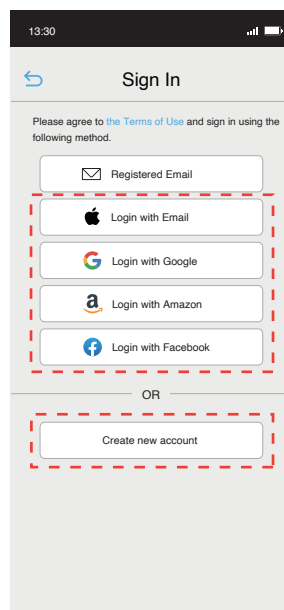 13:30
Sign In
Please agree to the Terms of Use and sign in using the
following method.
Registered Email
Login with Email
Login with Google
Login with Amazon
Login with Facebook
OR
Create new account